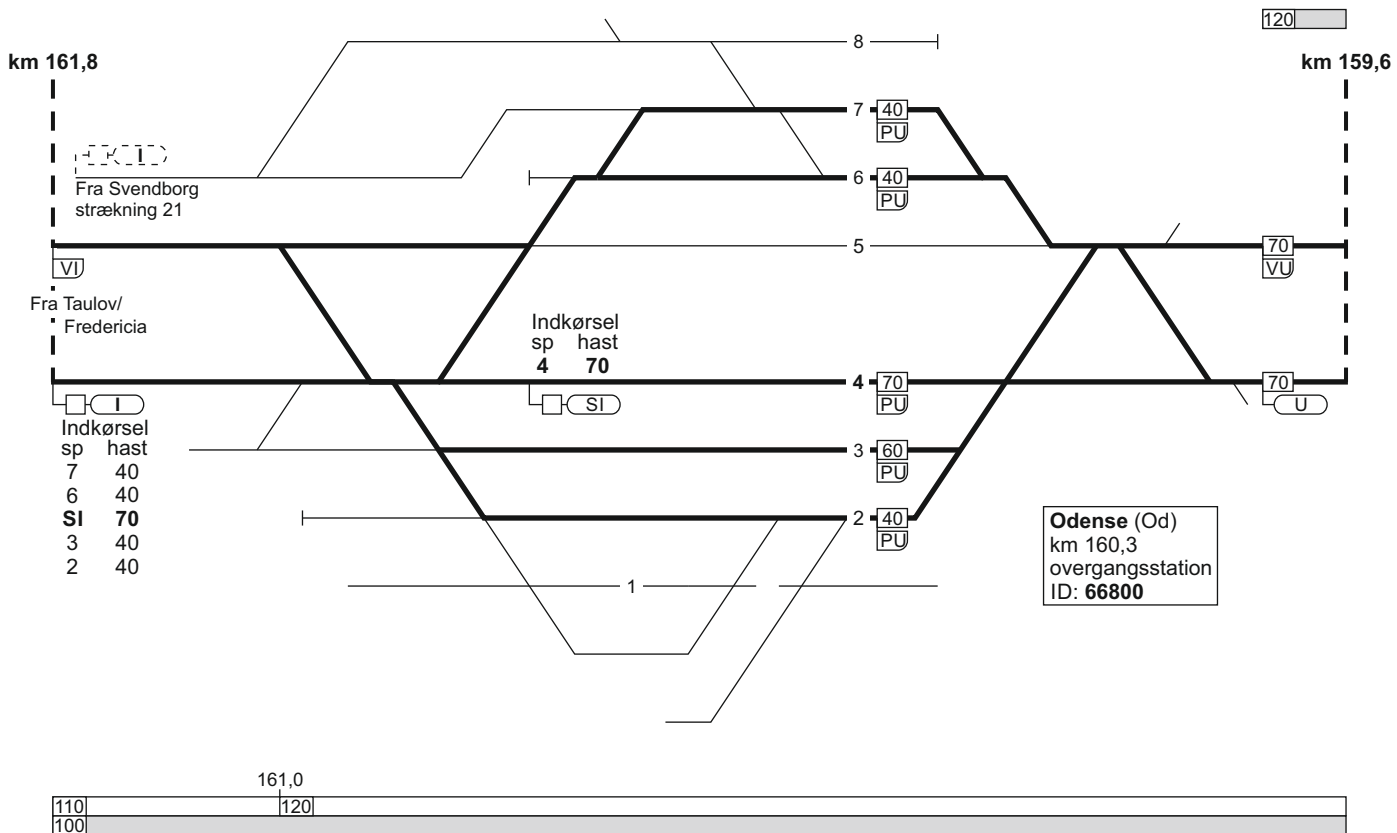 120
km 161,8
km 159,6
8
7 40
PU
I
Fra Svendborg
strækning 21
6 40
PU
5
70
VU
VI
Fra Taulov/
Fredericia
Indkørsel
sp hast
4 70
SI
4 70
PU
70
U
I
Indkørsel
sp hast
7 40
6 40
SI 70
3 40
2 40
3 60
PU
2 40
PU
1
Odense (Od)
km 160,3
overgangsstation
ID: 66800
161,0
110 120
100